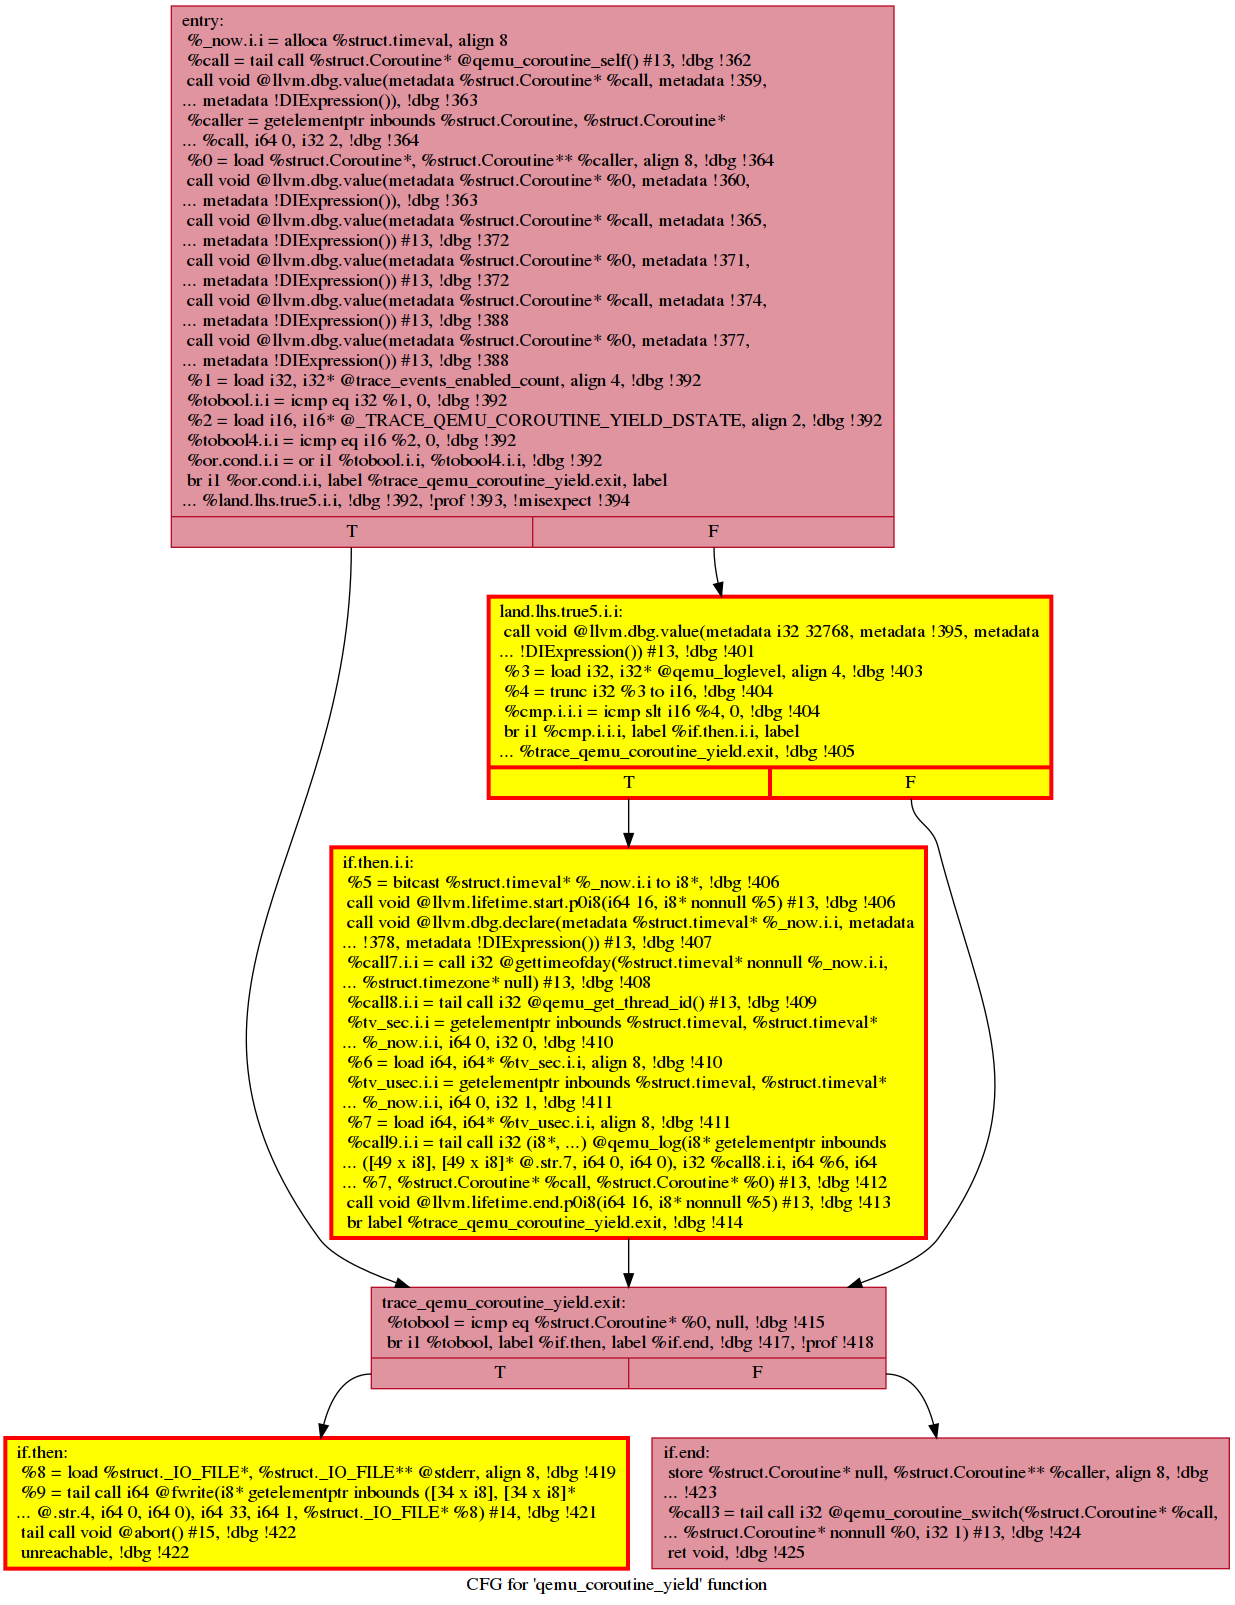 entry:
%_now.i.i = alloca %struct.timeval, align 8
%call = tail call %struct.Coroutine* @qemu_coroutine_self() #13, !dbg !362
call void @llvm.dbg.value(metadata %struct.Coroutine* %call, metadata !359,
... metadata !DIExpression()), !dbg !363
%caller = getelementptr inbounds %struct.Coroutine, %struct.Coroutine*
... %call, i64 0, i32 2, !dbg !364
%0 = load %struct.Coroutine*, %struct.Coroutine** %caller, align 8, !dbg !364
call void @llvm.dbg.value(metadata %struct.Coroutine* %0, metadata !360,
... metadata !DIExpression()), !dbg !363
call void @llvm.dbg.value(metadata %struct.Coroutine* %call, metadata !365,
... metadata !DIExpression()) #13, !dbg !372
call void @llvm.dbg.value(metadata %struct.Coroutine* %0, metadata !371,
... metadata !DIExpression()) #13, !dbg !372
call void @llvm.dbg.value(metadata %struct.Coroutine* %call, metadata !374,
... metadata !DIExpression()) #13, !dbg !388
call void @llvm.dbg.value(metadata %struct.Coroutine* %0, metadata !377,
... metadata !DIExpression()) #13, !dbg !388
%1 = load i32, i32* @trace_events_enabled_count, align 4, !dbg !392
%tobool.i.i = icmp eq i32 %1, 0, !dbg !392
%2 = load i16, i16* @_TRACE_QEMU_COROUTINE_YIELD_DSTATE, align 2, !dbg !392
%tobool4.i.i = icmp eq i16 %2, 0, !dbg !392
%or.cond.i.i = or i1 %tobool.i.i, %tobool4.i.i, !dbg !392
br i1 %or.cond.i.i, label %trace_qemu_coroutine_yield.exit, label
... %land.lhs.true5.i.i, !dbg !392, !prof !393, !misexpect !394
T F
land.lhs.true5.i.i:
call void @llvm.dbg.value(metadata i32 32768, metadata !395, metadata
... !DIExpression()) #13, !dbg !401
%3 = load i32, i32* @qemu_loglevel, align 4, !dbg !403
%4 = trunc i32 %3 to i16, !dbg !404
%cmp.i.i.i = icmp slt i16 %4, 0, !dbg !404
br i1 %cmp.i.i.i, label %if.then.i.i, label
... %trace_qemu_coroutine_yield.exit, !dbg !405
T F
if.then.i.i:
%5 = bitcast %struct.timeval* %_now.i.i to i8*, !dbg !406
call void @llvm.lifetime.start.p0i8(i64 16, i8* nonnull %5) #13, !dbg !406
call void @llvm.dbg.declare(metadata %struct.timeval* %_now.i.i, metadata
... !378, metadata !DIExpression()) #13, !dbg !407
%call7.i.i = call i32 @gettimeofday(%struct.timeval* nonnull %_now.i.i,
... %struct.timezone* null) #13, !dbg !408
%call8.i.i = tail call i32 @qemu_get_thread_id() #13, !dbg !409
%tv_sec.i.i = getelementptr inbounds %struct.timeval, %struct.timeval*
... %_now.i.i, i64 0, i32 0, !dbg !410
%6 = load i64, i64* %tv_sec.i.i, align 8, !dbg !410
%tv_usec.i.i = getelementptr inbounds %struct.timeval, %struct.timeval*
... %_now.i.i, i64 0, i32 1, !dbg !411
%7 = load i64, i64* %tv_usec.i.i, align 8, !dbg !411
%call9.i.i = tail call i32 (i8*, ...) @qemu_log(i8* getelementptr inbounds
... ([49 x i8], [49 x i8]* @.str.7, i64 0, i64 0), i32 %call8.i.i, i64 %6, i64
... %7, %struct.Coroutine* %call, %struct.Coroutine* %0) #13, !dbg !412
call void @llvm.lifetime.end.p0i8(i64 16, i8* nonnull %5) #13, !dbg !413
br label %trace_qemu_coroutine_yield.exit, !dbg !414
trace_qemu_coroutine_yield.exit:
%tobool = icmp eq %struct.Coroutine* %0, null, !dbg !415
br i1 %tobool, label %if.then, label %if.end, !dbg !417, !prof !418
T F
if.then:
%8 = load %struct._IO_FILE*, %struct._IO_FILE** @stderr, align 8, !dbg !419
%9 = tail call i64 @fwrite(i8* getelementptr inbounds ([34 x i8], [34 x i8]*
... @.str.4, i64 0, i64 0), i64 33, i64 1, %struct._IO_FILE* %8) #14, !dbg !421
tail call void @abort() #15, !dbg !422
unreachable, !dbg !422
if.end:
store %struct.Coroutine* null, %struct.Coroutine** %caller, align 8, !dbg
... !423
%call3 = tail call i32 @qemu_coroutine_switch(%struct.Coroutine* %call,
... %struct.Coroutine* nonnull %0, i32 1) #13, !dbg !424
ret void, !dbg !425
CFG for 'qemu_coroutine_yield' function